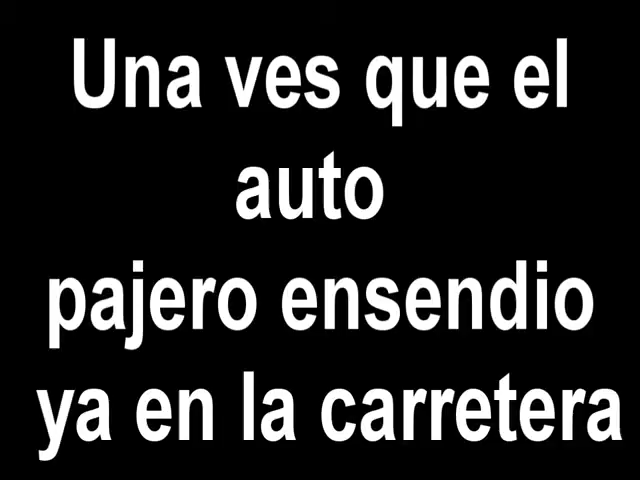 Una ves que el
auto
pajero ensendio
ya en la carretera